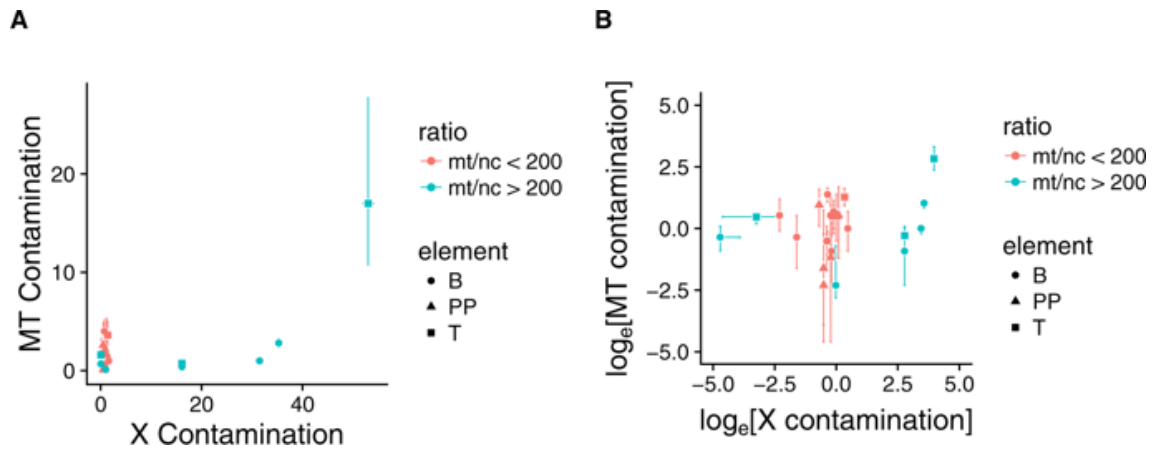 A
MT Contamination
20
10
0
0
20
40
X Contamination
ratio
mt/nc < 200
mt/nc > 200
element
B
PP
T
B
logₑ[MT contamination]
5.0
2.5
0.0
−2.5
−5.0
−5.0
−2.5
0.0
2.5
5.0
logₑ[X contamination]
ratio
mt/nc < 200
mt/nc > 200
element
B
PP
T